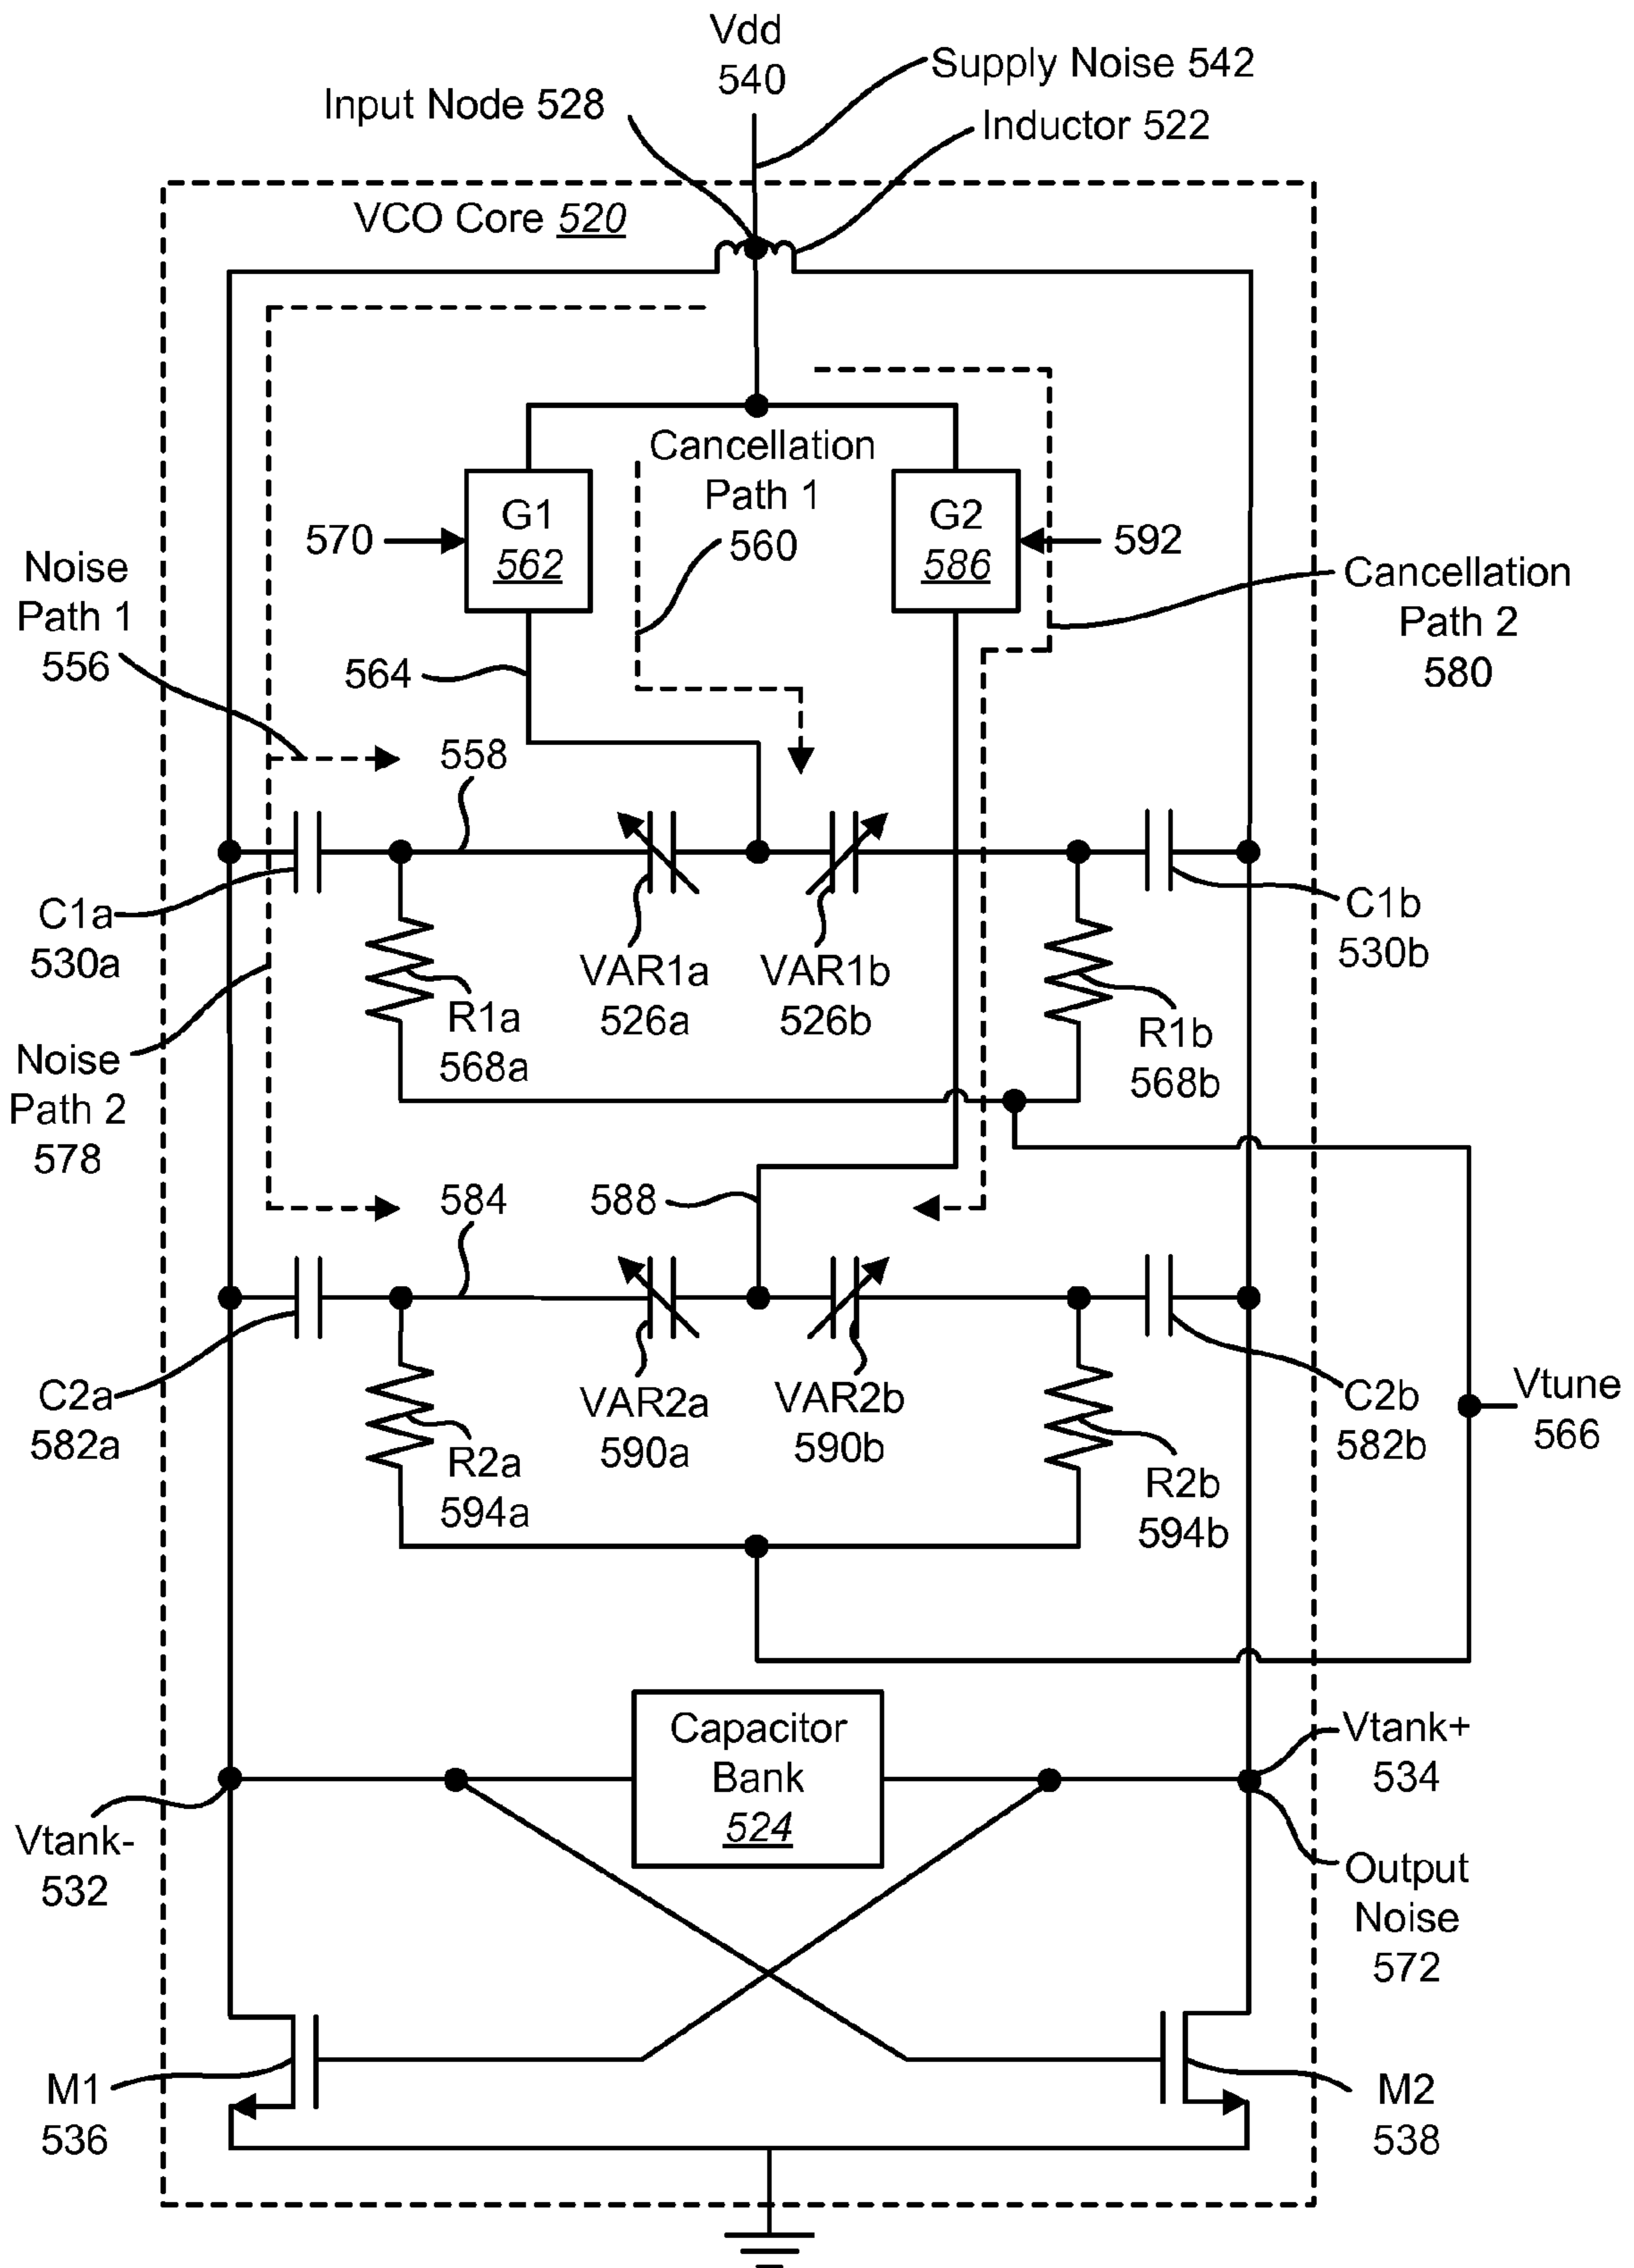 Vdd
540
Supply Noise 542
Input Node 528
Inductor 522
VCO Core 520
Cancellation
Path 1
560
G1
562
G2
586
570
592
Noise
Path 1
556
Cancellation
Path 2
580
564
558
C1a
530a
VAR1a
526a
VAR1b
526b
C1b
530b
R1a
568a
R1b
568b
Noise
Path 2
578
584
588
C2a
582a
VAR2a
590a
VAR2b
590b
C2b
582b
Vtune
566
R2a
594a
R2b
594b
Capacitor
Bank
524
Vtank+
534
Vtank-
532
Output
Noise
572
M1
536
M2
538